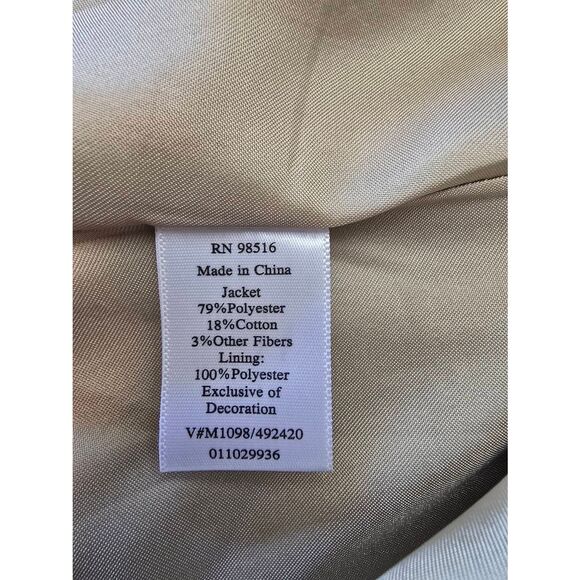 RN 98516
Made in China
Jacket
79%Polyester
18%Cotton
3%Other Fibers
Lining:
100%Polyester
Exclusive of
Decoration
V#M1098/492420
011029936